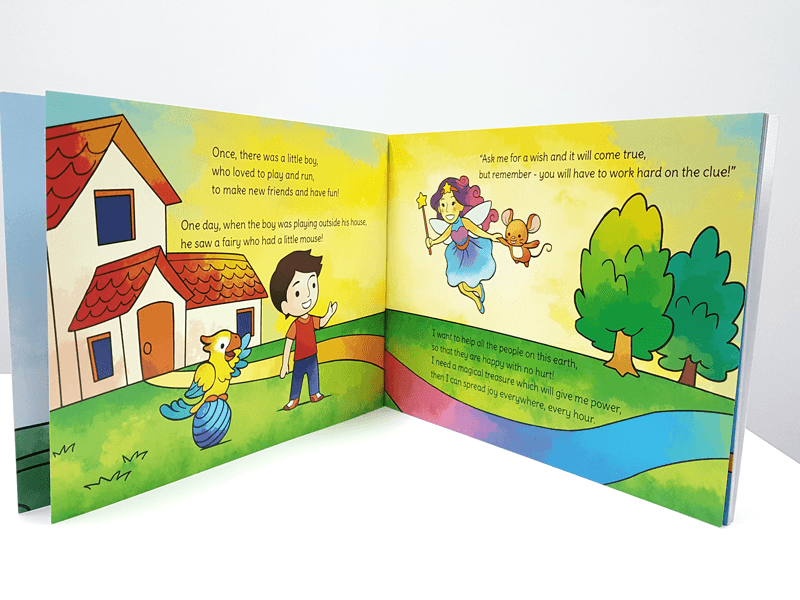 Once, there was a little boy,
who loved to play and run,
to make new friends and have fun!
One day, when the boy was playing outside his house,
he saw a fairy who had a little mouse!
"Ask me for a wish and it will come true,
but remember - you will have to work hard on the clue!"
I want to help all the people on this earth,
so that they are happy with no hurt!
I need a magical treasure which will give me power,
then I can spread joy everywhere, every hour.